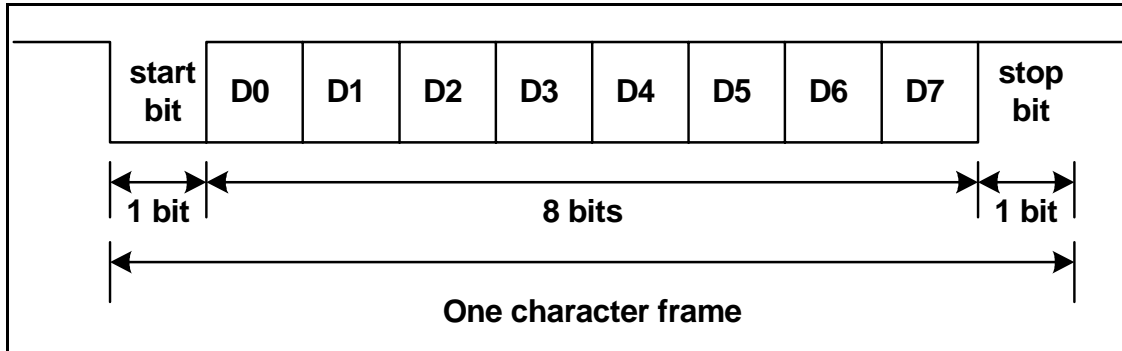 start bit D0 D1 D2 D3 D4 D5 D6 D7 stop bit
1 bit 8 bits 1 bit
One character frame